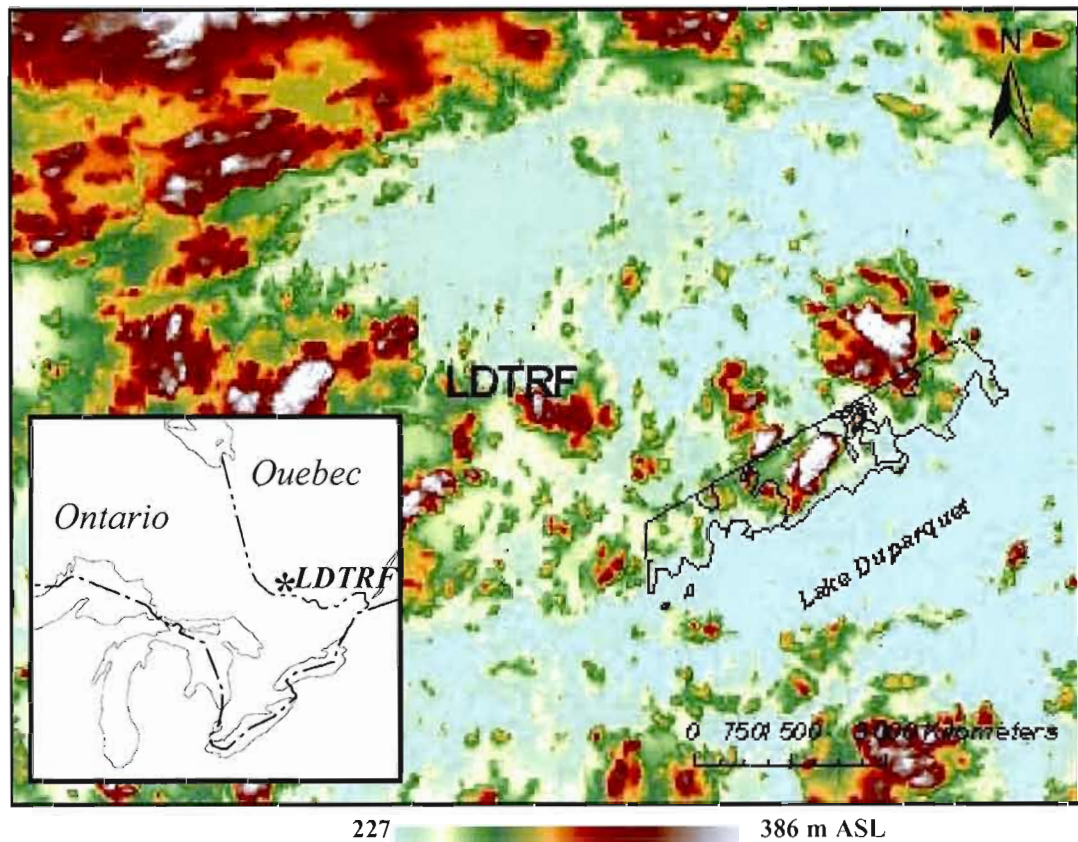 N
LDTRF
Ouebec
Ontario
*LDTRF
Lake Duparquet
0 750 1 500 3 000 Kilometers
227 386 m ASL